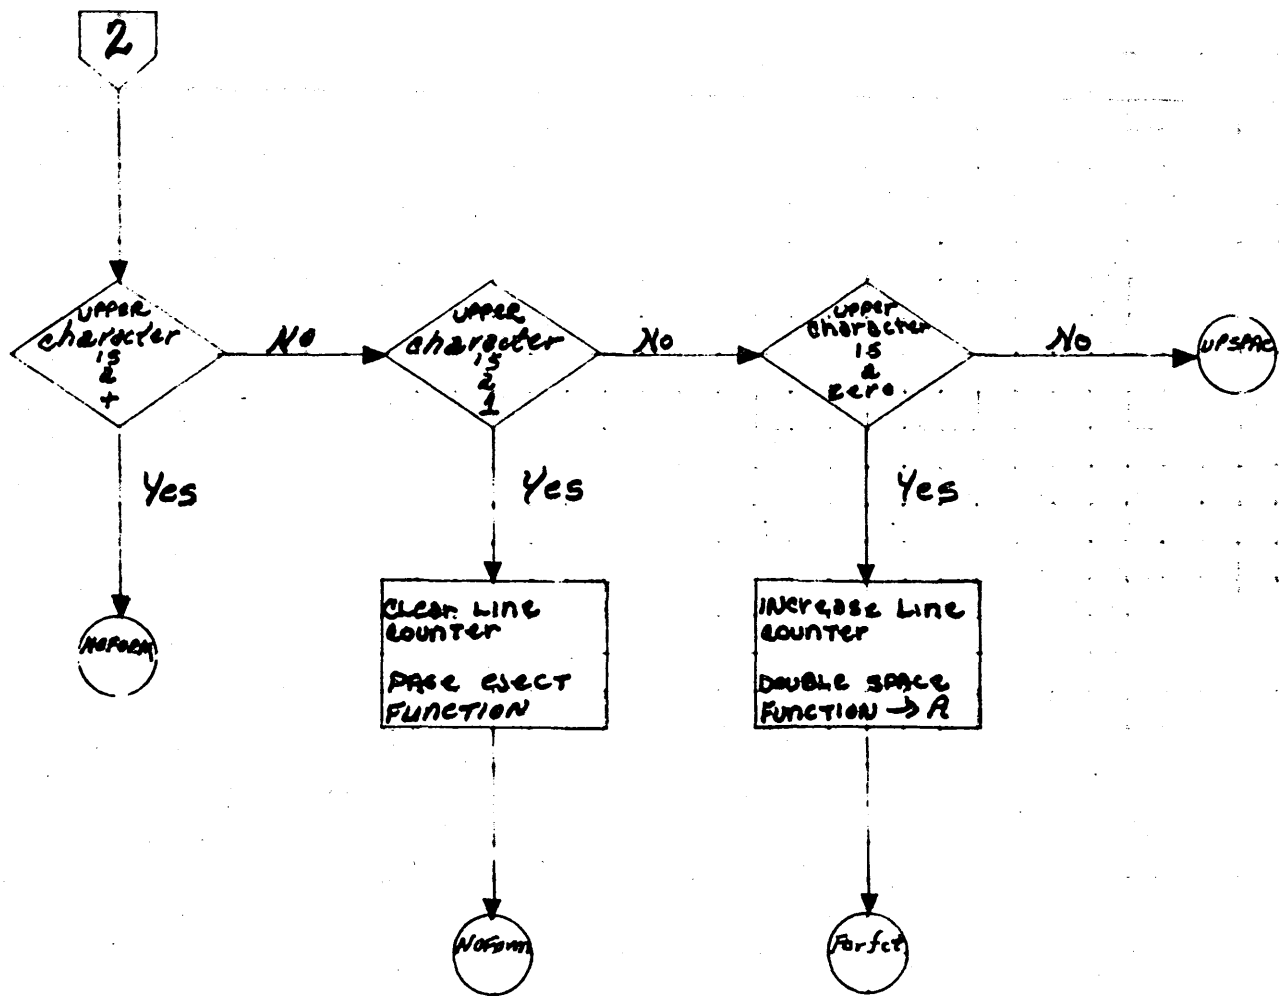 2
UPPER
character
is
a
+
No
UPPER
character
is
a
1
No
upper
character
is
a
zero
No
UPSPAC
Yes
Yes
Yes
NOFORM
CLear Line
counter
PAGE eject
FUNCTION
INcrease Line
counter
DOUBLE SPACE
FUNCTION → A
NOForm
Forfct